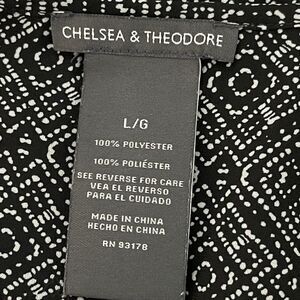 CHELSEA & THEODORE
L/G
100% POLYESTER
100% POLIÉSTER
SEE REVERSE FOR CARE
VEA EL REVERSO
PARA EL CUIDADO
MADE IN CHINA
HECHO EN CHINA
RN 93178